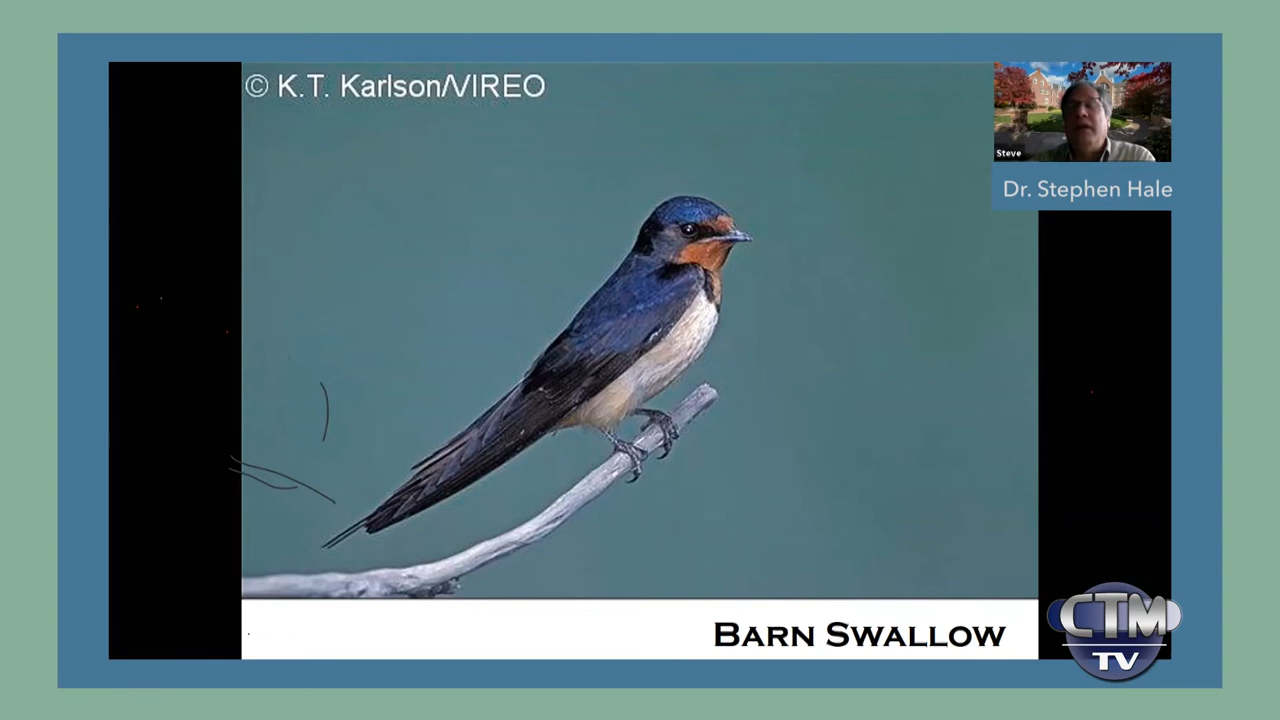 © K.T. Karlson/VIREO
Steve
Dr. Stephen Hale
BARN SWALLOW
CTM
TV